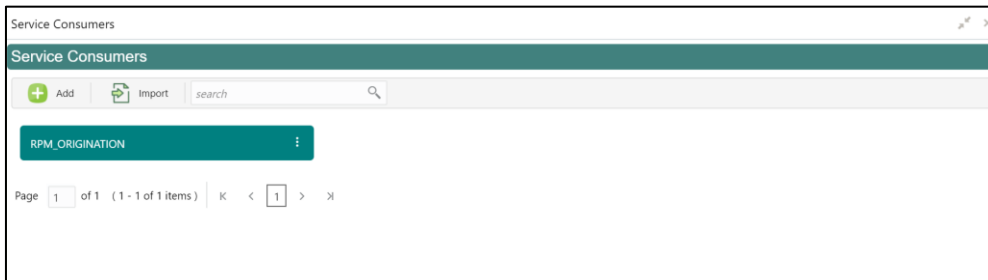 Service Consumers
Service Consumers
Add Import search
RPM_ORIGINATION
Page 1 of 1 ( 1 - 1 of 1 items ) 1